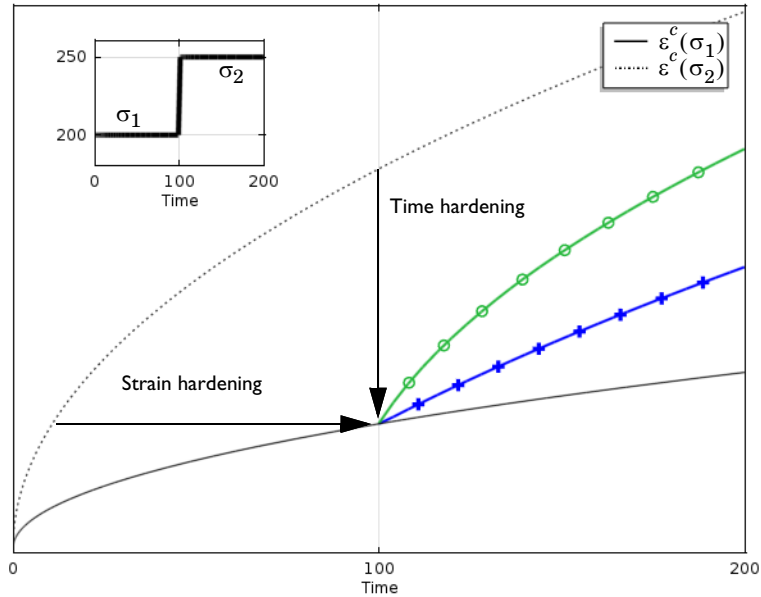 250
200
σ1
σ2
0 100 200
Time
εc(σ1)
εc(σ2)
Time hardening
Strain hardening
0 100 200
Time